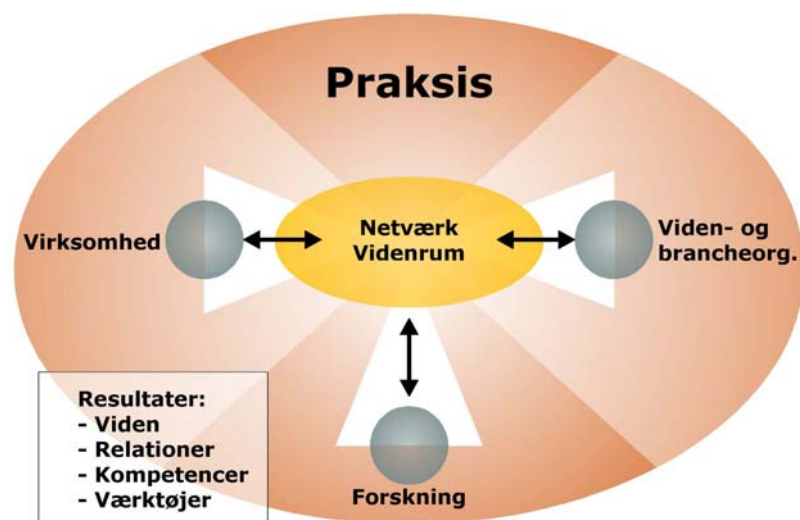 Praksis
Virksomhed
Netværk
Videnrum
Viden- og
brancheorg.
Resultater:
- Viden
- Relationer
- Kompetencer
- Værktøjer
Forskning